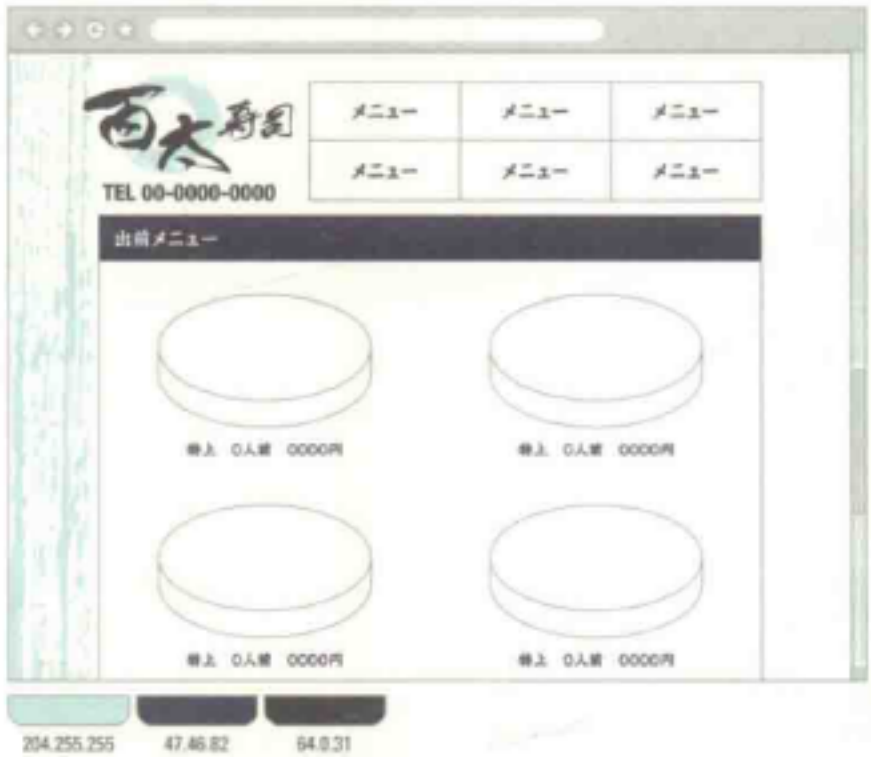 百太寿司
TEL 00-0000-0000
メニュー メニュー メニュー
メニュー メニュー メニュー
出前メニュー
特上 0人前 0000円
特上 0人前 0000円
特上 0人前 0000円
特上 0人前 0000円
204.255.255
47.46.82
64.0.31